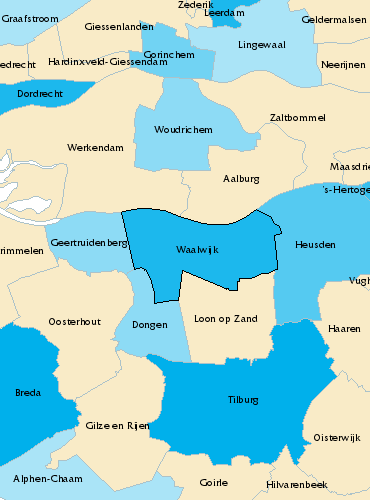 Zederik
Leerdam
Graafstroom
Giessenlanden
Geldermalsen
Lingewaal
Gorinchem
edrecht
Hardinxveld-Giessendam
Neerijnen
Dordrecht
Zaltbommel
Woudrichem
Werkendam
Maasdrie
Aalburg
's-Hertoge
Geertruidenberg
Heusden
Waalwijk
rimmelen
Vugh
Oosterhout
Loon op Zand
Dongen
Haaren
Breda
Tilburg
Gilze en Rijen
Oisterwijk
Alphen-Chaam
Goirle
Hilvarenbeek